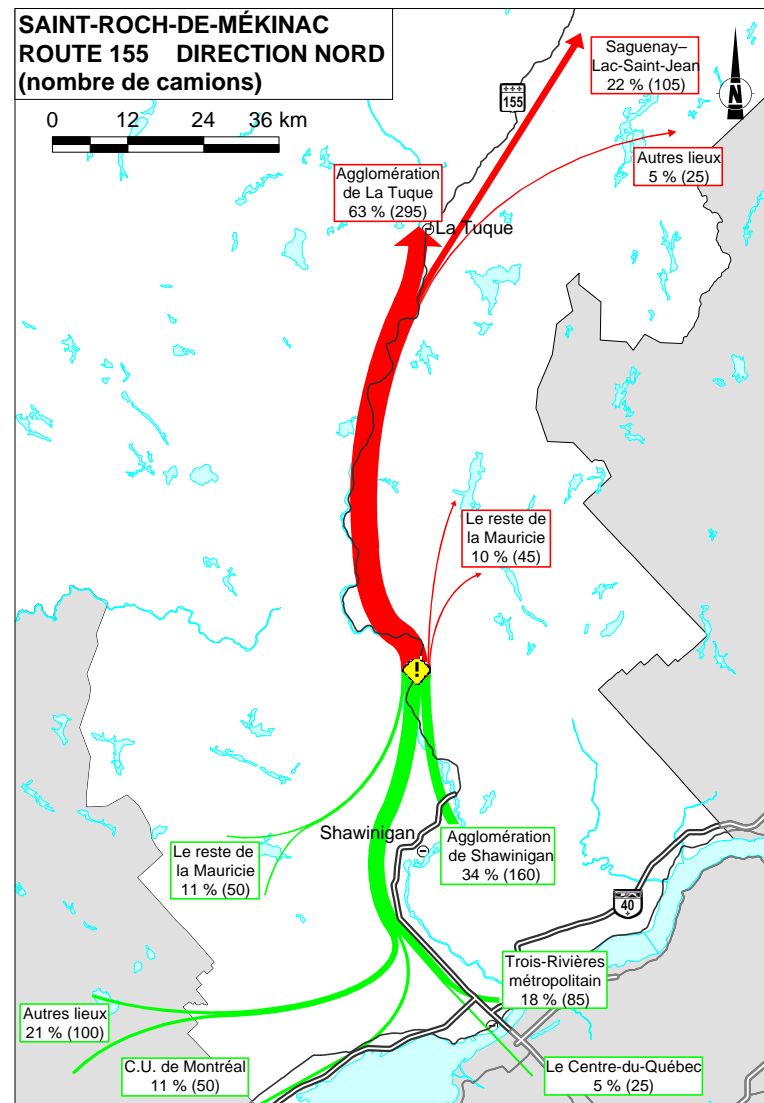 SAINT-ROCH-DE-MÉKINAC
ROUTE 155 DIRECTION NORD
(nombre de camions)
0 12 24 36 km
155
Saguenay–
Lac-Saint-Jean
22 % (105)
N
Autres lieux
5 % (25)
Agglomération
de La Tuque
63 % (295)
La Tuque
Le reste de
la Mauricie
10 % (45)
!
Shawinigan
Agglomération
de Shawinigan
34 % (160)
Le reste de
la Mauricie
11 % (50)
40
Trois-Rivières
métropolitain
18 % (85)
Autres lieux
21 % (100)
C.U. de Montréal
11 % (50)
Le Centre-du-Québec
5 % (25)